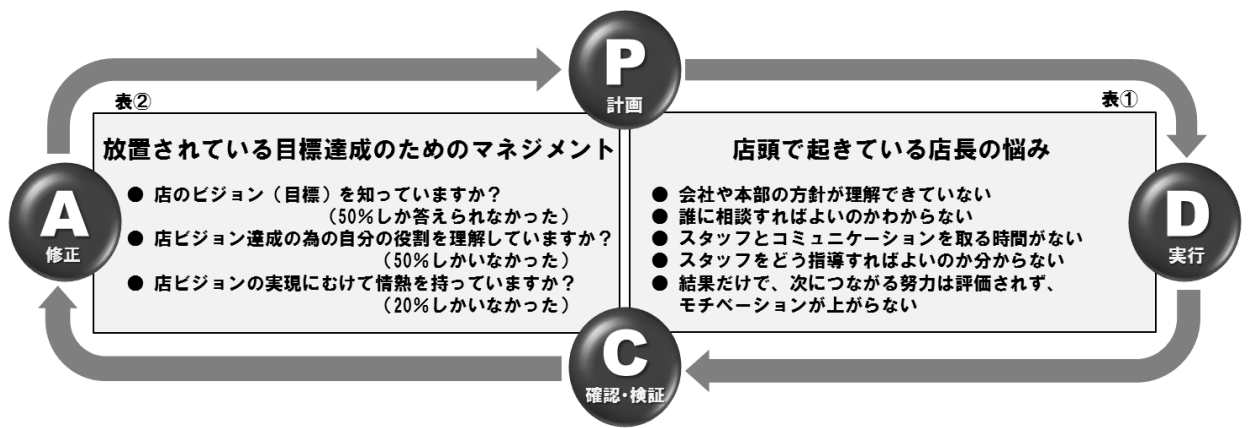 P
計画
表②
表①
放置されている目標達成のためのマネジメント
● 店のビジョン（目標）を知っていますか？
（50％しか答えられなかった）
● 店ビジョン達成の為の自分の役割を理解していますか？
（50％しかいなかった）
● 店ビジョンの実現にむけて情熱を持っていますか？
（20％しかいなかった）
店頭で起きている店長の悩み
● 会社や本部の方針が理解できていない
● 誰に相談すればよいのかわからない
● スタッフとコミュニケーションを取る時間がない
● スタッフをどう指導すればよいのか分からない
● 結果だけで、次につながる努力は評価されず、
モチベーションが上がらない
A
修正
D
実行
C
確認・検証